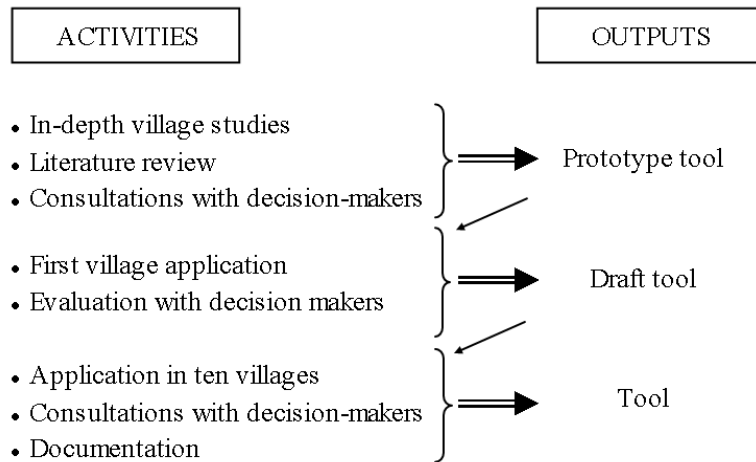 ACTIVITIES
OUTPUTS
• In-depth village studies
• Literature review
• Consultations with decision-makers
Prototype tool
• First village application
• Evaluation with decision makers
Draft tool
• Application in ten villages
• Consultations with decision-makers
• Documentation
Tool